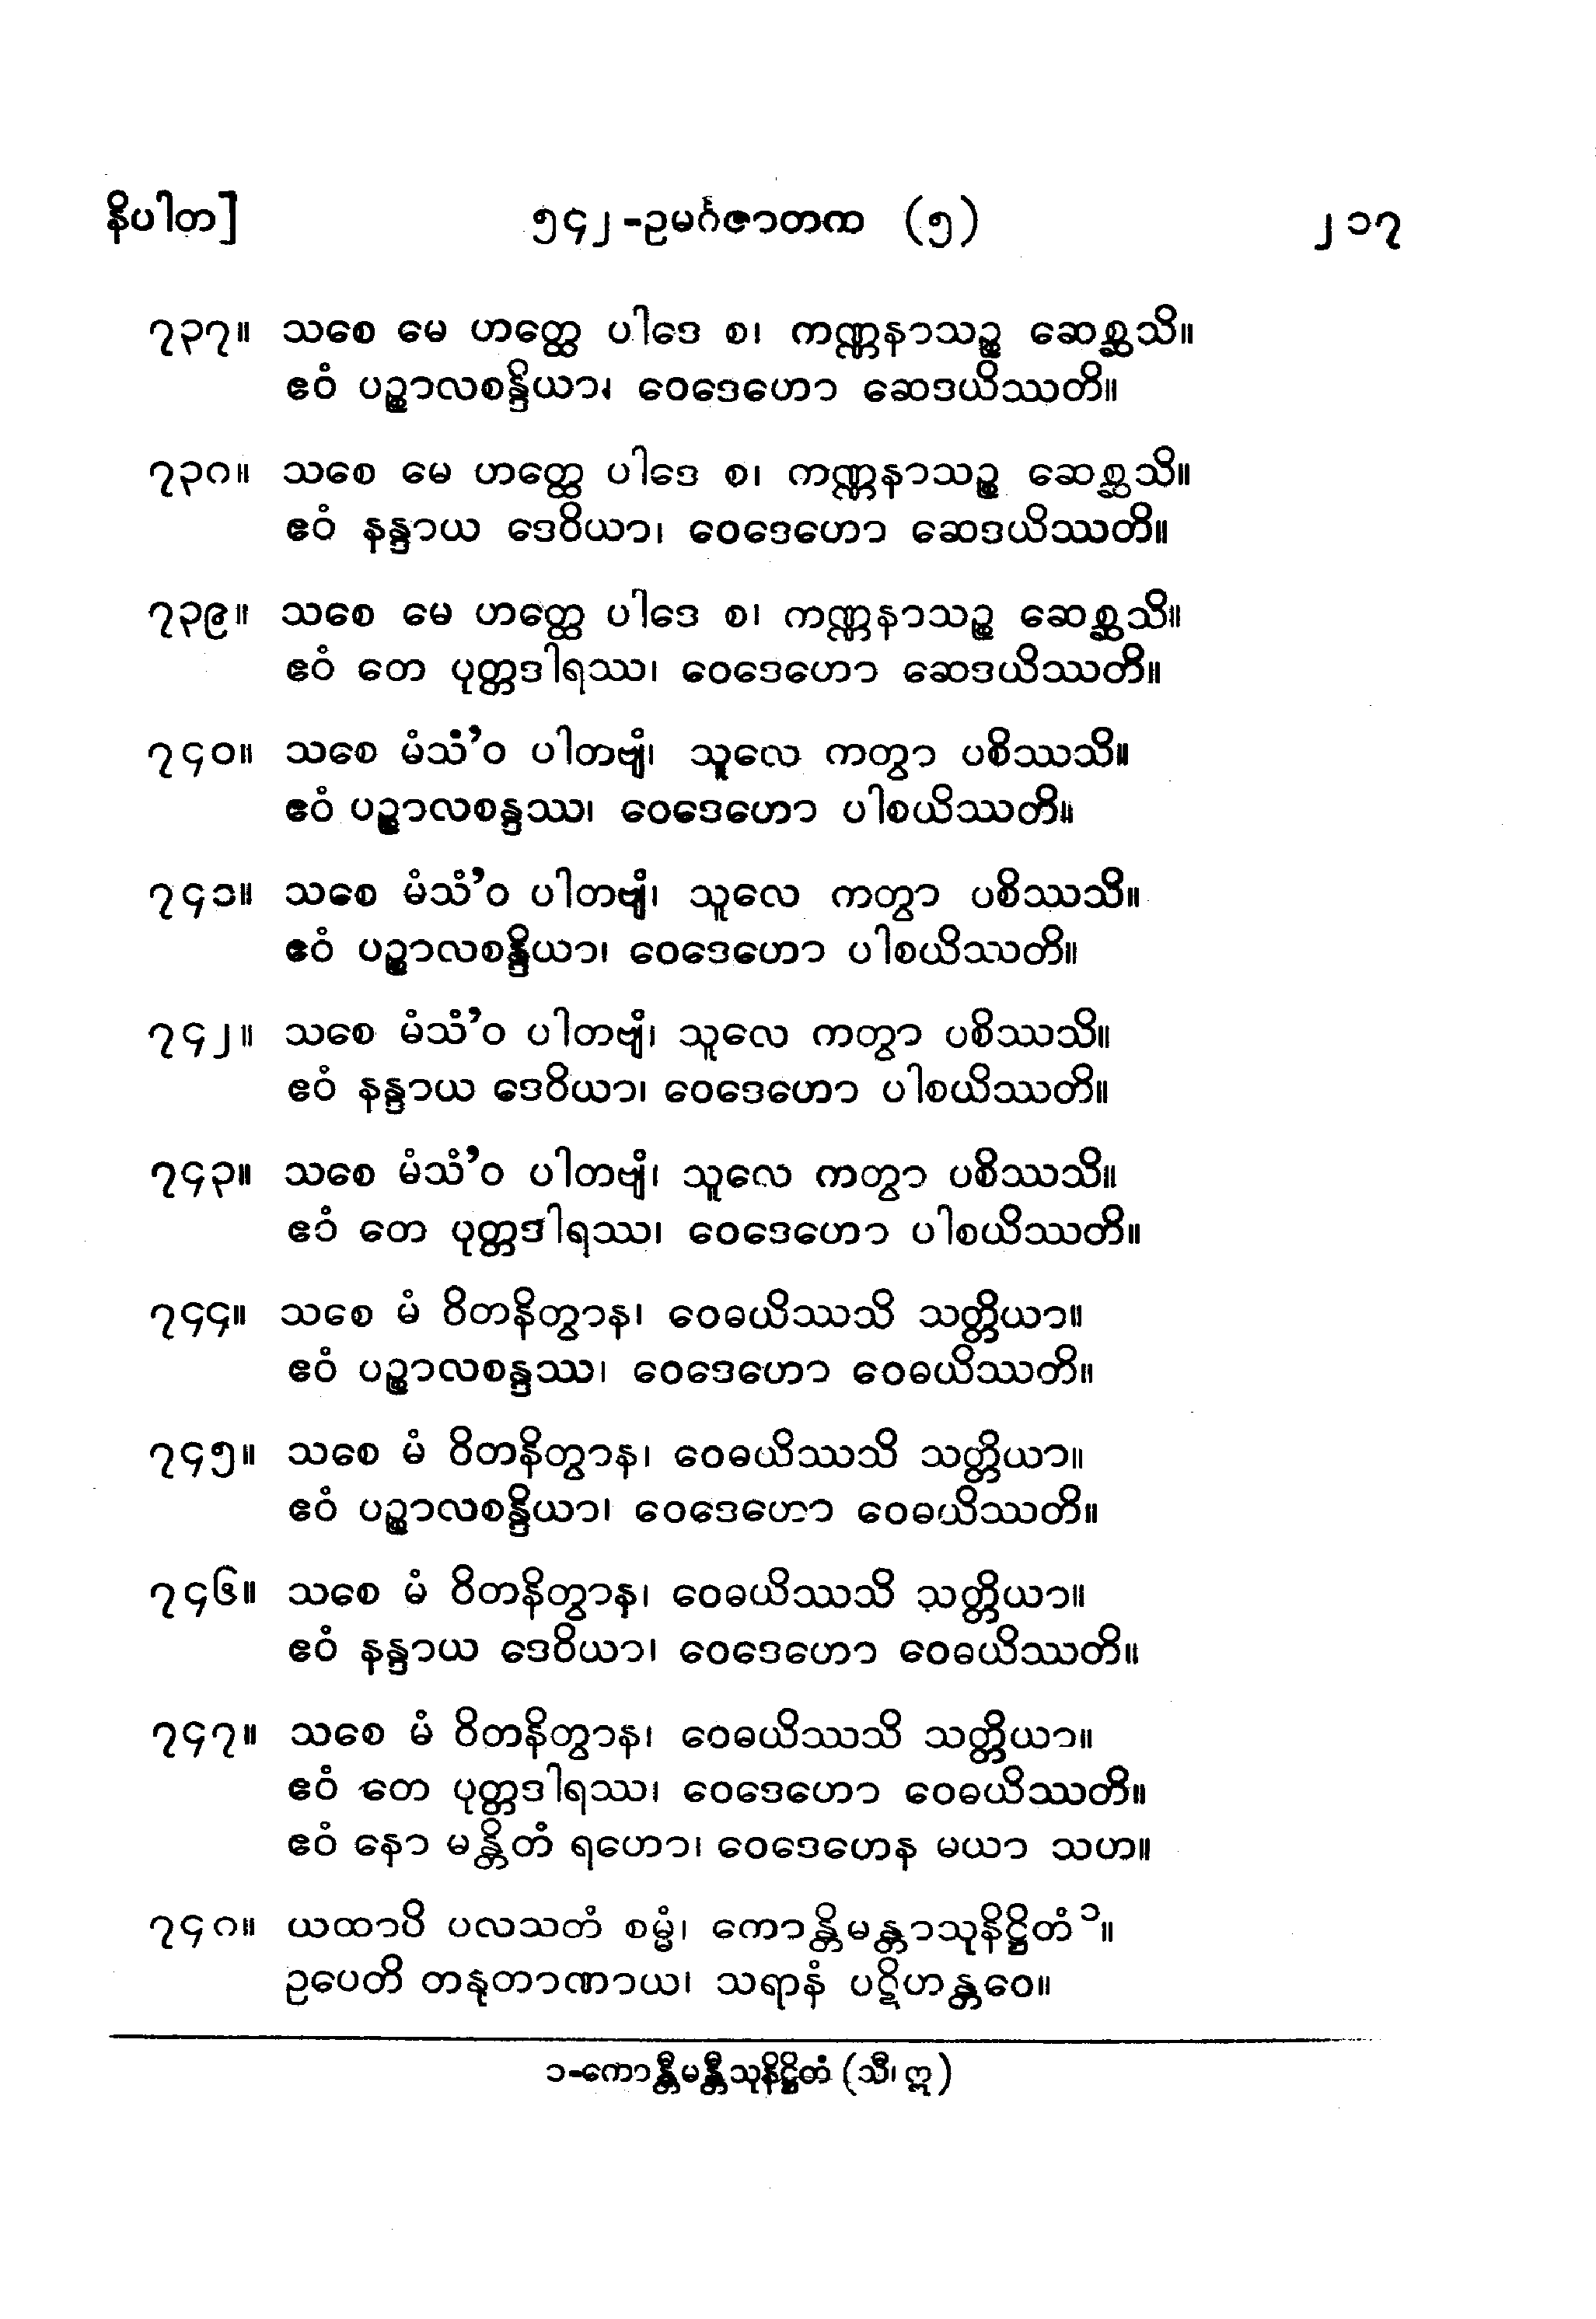 နိပါတ] ၅၄၂-ဥမင်္ဂဇာတက (၅) ၂၁၇
၇၃၇။ သစေ မေ ဟတ္ထေ ပါဒေ စ၊ ကဏ္ဏနာသဉ္စ ဆေစ္ဆသိ။
ဧဝံ ပဉ္စာလစန္ဒိယာ၊ ဝေဒေဟော ဆေဒယိဿတိ။
၇၃၈။ သစေ မေ ဟတ္ထေ ပါဒေ စ၊ ကဏ္ဏနာသဉ္စ ဆေစ္ဆသိ။
ဧဝံ နန္ဒာယ ဒေဝိယာ၊ ဝေဒေဟော ဆေဒယိဿတိ။
၇၃၉။ သစေ မေ ဟတ္ထေ ပါဒေ စ၊ ကဏ္ဏနာသဉ္စ ဆေစ္ဆသိ။
ဧဝံ တေ ပုတ္တဒါရဿ၊ ဝေဒေဟော ဆေဒယိဿတိ။
၇၄၀။ သစေ မံသံ’ဝ ပါတဗျံ၊ သူလေ ကတွာ ပစိဿသိ။
ဧဝံ ပဉ္စာလစန္ဒဿ၊ ဝေဒေဟော ပါစယိဿတိ။
၇၄၁။ သစေ မံသံ’ဝ ပါတဗျံ၊ သူလေ ကတွာ ပစိဿသိ။
ဧဝံ ပဉ္စာလစန္ဒိယာ၊ ဝေဒေဟော ပါစယိဿတိ။
၇၄၂။ သစေ မံသံ’ဝ ပါတဗျံ၊ သူလေ ကတွာ ပစိဿသိ။
ဧဝံ နန္ဒာယ ဒေဝိယာ၊ ဝေဒေဟော ပါစယိဿတိ။
၇၄၃။ သစေ မံသံ’ဝ ပါတဗျံ၊ သူလေ ကတွာ ပစိဿသိ။
ဧဝံ တေ ပုတ္တဒါရဿ၊ ဝေဒေဟော ပါစယိဿတိ။
၇၄၄။ သစေ မံ ဝိတနိတွာန၊ ဝေဓယိဿသိ သတ္တိယာ။
ဧဝံ ပဉ္စာလစန္ဒဿ၊ ဝေဒေဟော ဝေဓယိဿတိ။
၇၄၅။ သစေ မံ ဝိတနိတွာန၊ ဝေဓယိဿသိ သတ္တိယာ။
ဧဝံ ပဉ္စာလစန္ဒိယာ၊ ဝေဒေဟော ဝေဓယိဿတိ။
၇၄၆။ သစေ မံ ဝိတနိတွာန၊ ဝေဓယိဿသိ သတ္တိယာ။
ဧဝံ နန္ဒာယ ဒေဝိယာ၊ ဝေဒေဟော ဝေဓယိဿတိ။
၇၄၇။ သစေ မံ ဝိတနိတွာန၊ ဝေဓယိဿသိ သတ္တိယာ။
ဧဝံ တေ ပုတ္တဒါရဿ၊ ဝေဒေဟော ဝေဓယိဿတိ။
ဧဝံ နော မန္တိတံ ရဟော၊ ဝေဒေဟေန မယာ သဟ။
၇၄၈။ ယထာပိ ပလသတံ စမ္မံ၊ ကောန္တိမန္တာသုနိဋ္ဌိတံ ၁။
ဥပေတိ တနုတာဏာယ၊ သရာနံ ပဋိဟန္တဝေ။
၁-ကောန္တီမန္တီသုနိဋ္ဌိတံ (သီ၊ ဣ)